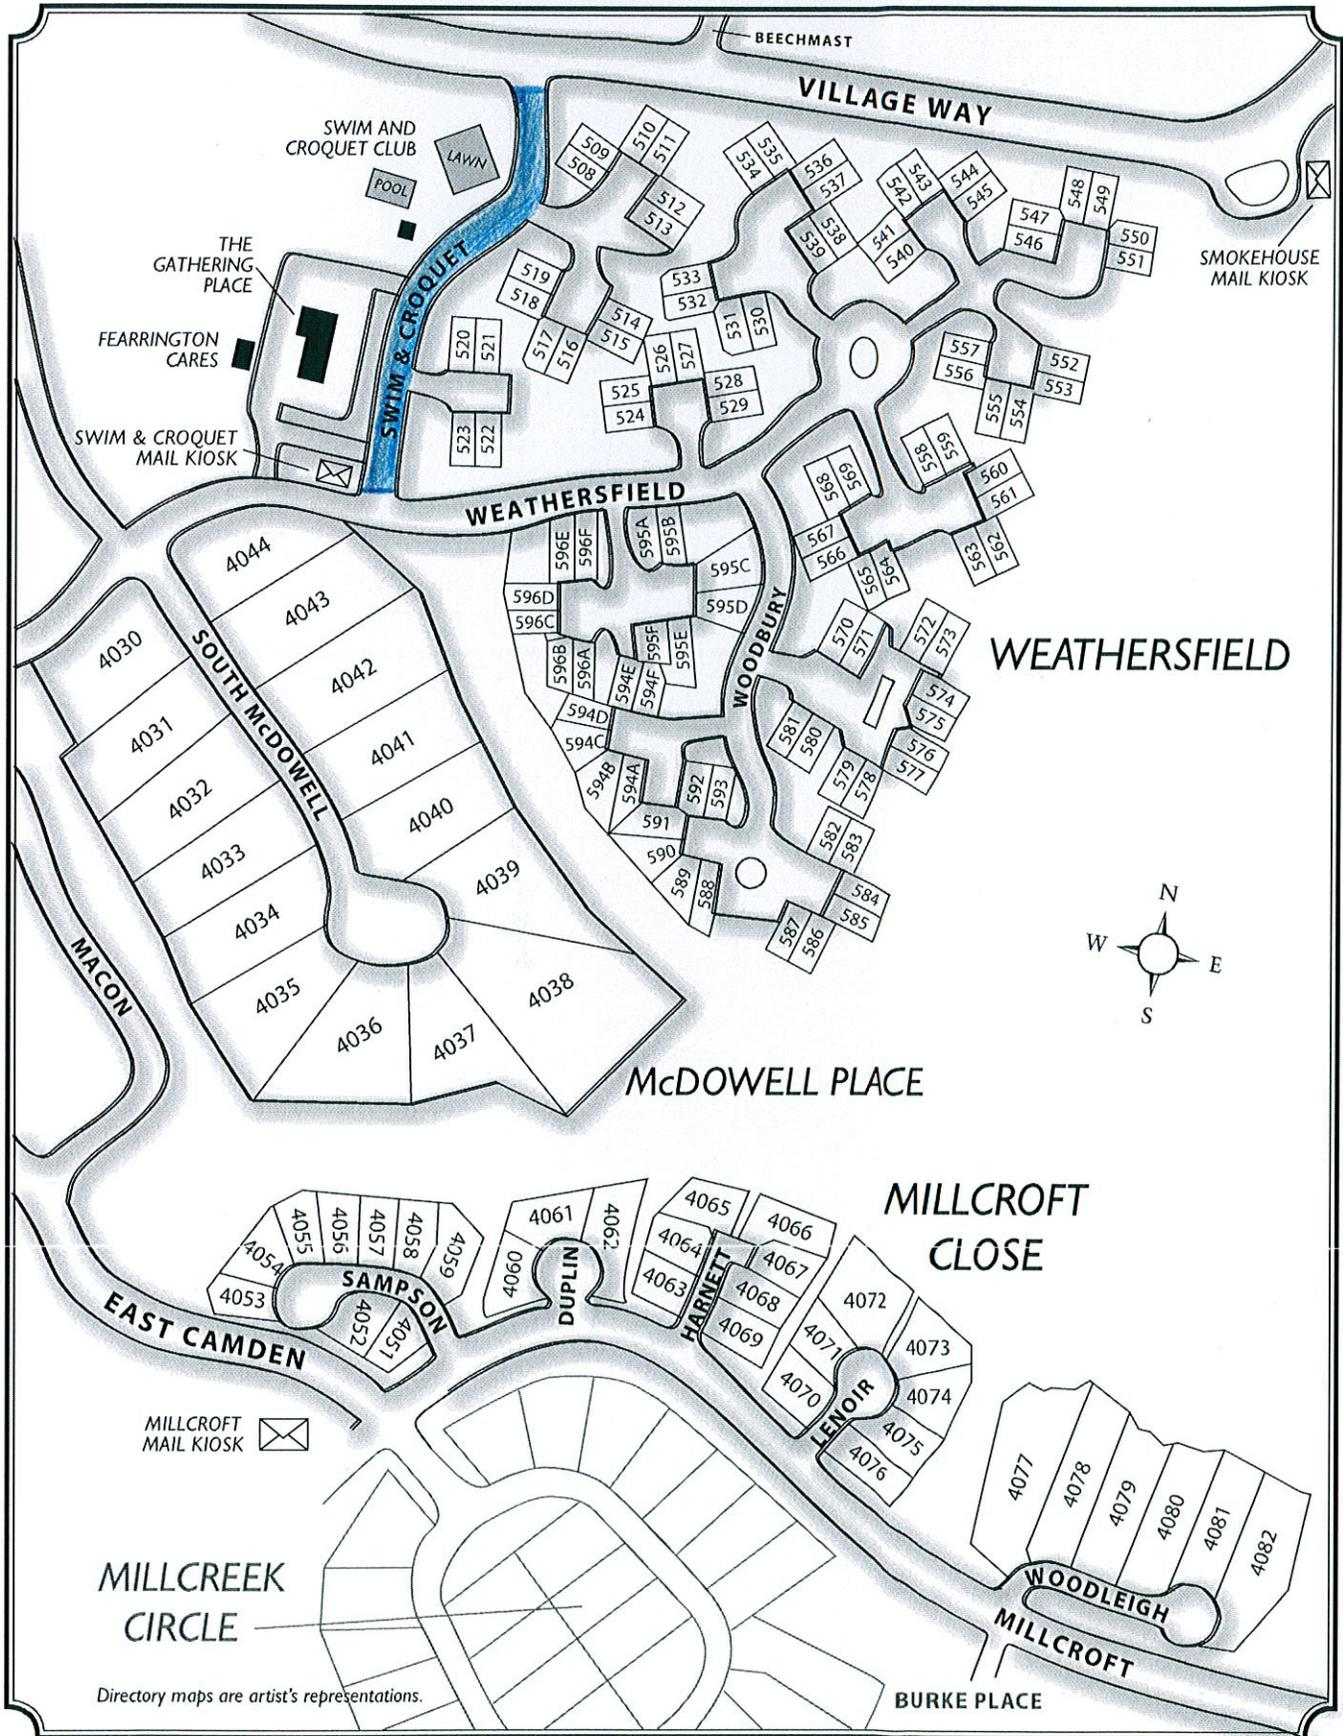 BEECHMAST
VILLAGE WAY
SWIM AND
CROQUET CLUB
LAWN
POOL
THE
GATHERING
PLACE
FEARRINGTON
CARES
SWIM & CROQUET
MAIL KIOSK
SWIM & CROQUET
SMOKEHOUSE
MAIL KIOSK
509
508
510
511
512
513
519
518
517
516
514
515
520
521
523
522
534
535
536
537
538
539
533
532
531
530
542
543
544
545
541
540
547
546
548
549
550
551
557
556
552
553
555
554
525
524
526
527
528
529
WEATHERSFIELD
558
559
560
561
563
562
568
569
567
566
565
564
596E
596F
595A
595B
595C
595D
596D
596C
596B
596A
595F
595E
594E
594F
594D
594C
594B
594A
592
593
591
590
589
588
WOODBURY
570
571
572
573
574
575
576
577
581
580
579
578
582
583
584
585
587
586
WEATHERSFIELD
4044
4043
4042
4041
4040
4039
4038
4037
4036
4035
4034
4033
4032
4031
4030
SOUTH McDOWELL
MACON
N
W
E
S
McDOWELL PLACE
MILLCROFT
CLOSE
4053
4054
4055
4056
4057
4058
4059
4052
4051
SAMPSON
4060
4061
4062
DUPLIN
4065
4064
4063
4066
4067
4068
4069
HARNETT
4072
4071
4070
4073
4074
4075
4076
LENOIR
EAST CAMDEN
MILLCROFT
MAIL KIOSK
4077
4078
4079
4080
4081
4082
WOODLEIGH
MILLCROFT
MILLCREEK
CIRCLE
BURKE PLACE
Directory maps are artist's representations.